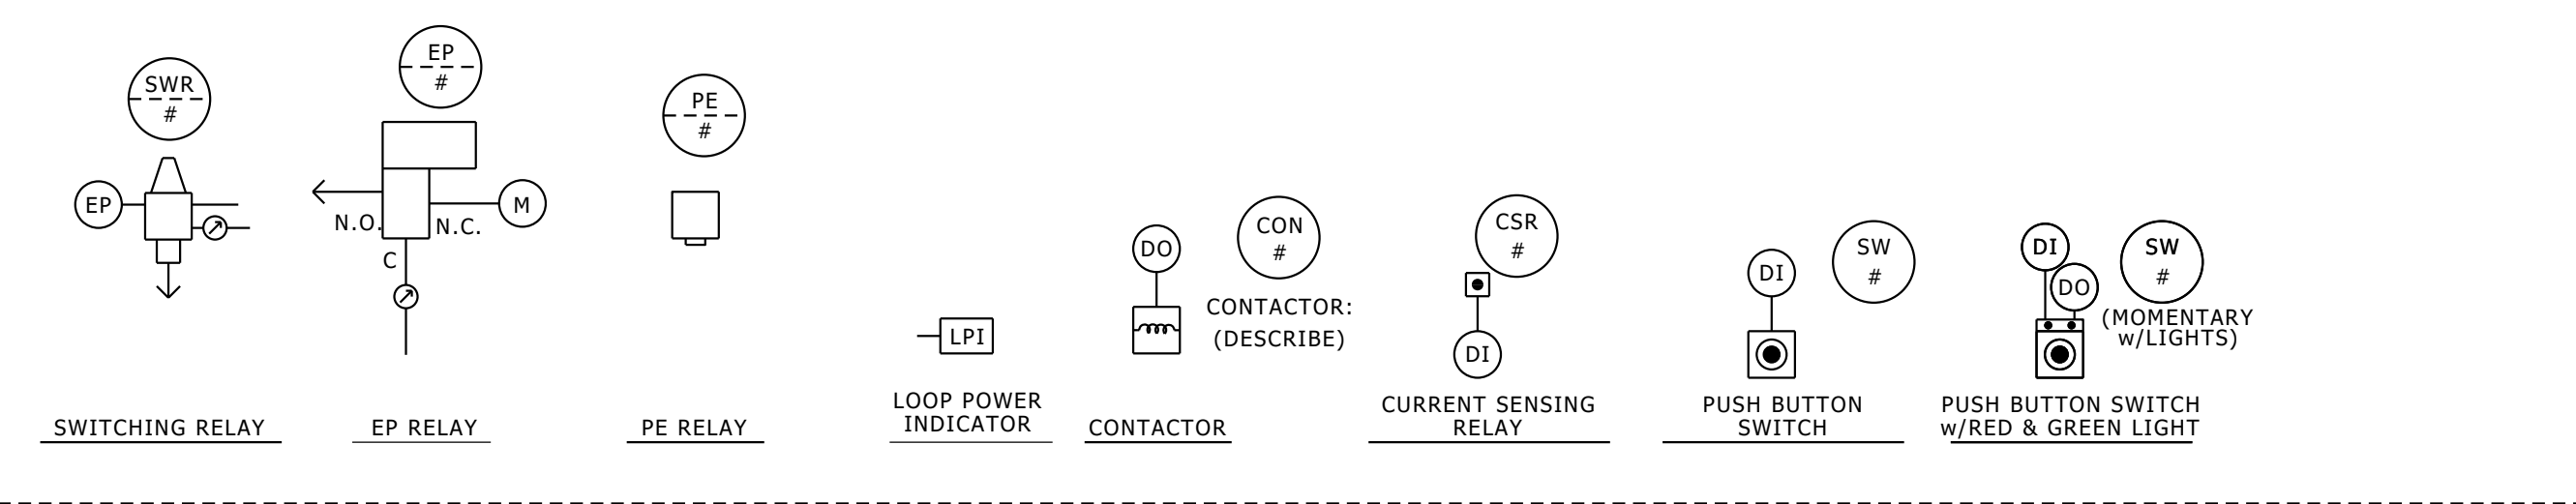 SWR
#
EP
SWITCHING RELAY
EP
#
N.O.
N.C.
M
C
EP RELAY
PE
#
PE RELAY
LPI
LOOP POWER
INDICATOR
DO
CON
#
CONTACTOR:
(DESCRIBE)
CONTACTOR
CSR
#
DI
CURRENT SENSING
RELAY
DI
SW
#
PUSH BUTTON
SWITCH
DI
DO
SW
#
(MOMENTARY
w/LIGHTS)
PUSH BUTTON SWITCH
w/RED & GREEN LIGHT